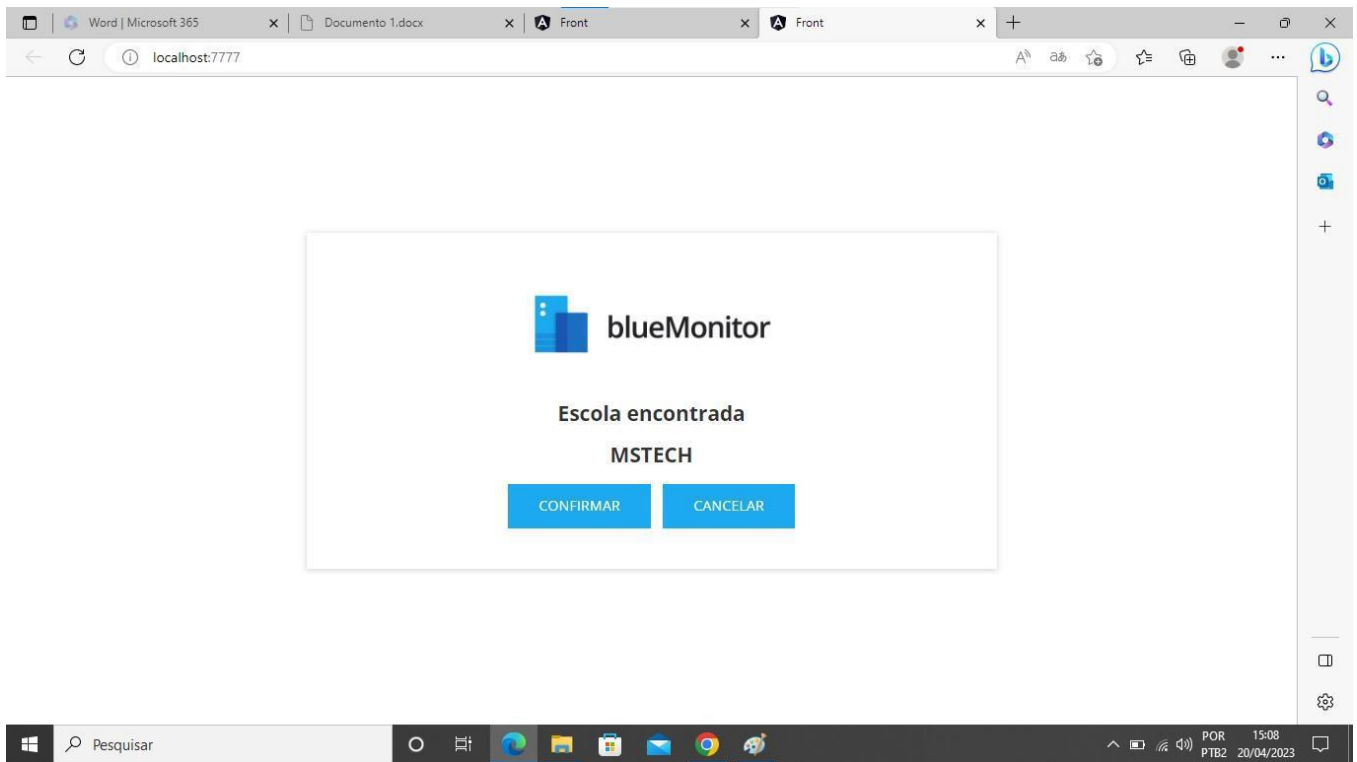 Word | Microsoft 365
Documento 1.docx
Front
Front
localhost:7777
blueMonitor
Escola encontrada
MSTECH
CONFIRMAR
CANCELAR
Pesquisar
POR
15:08
PTB2
20/04/2023